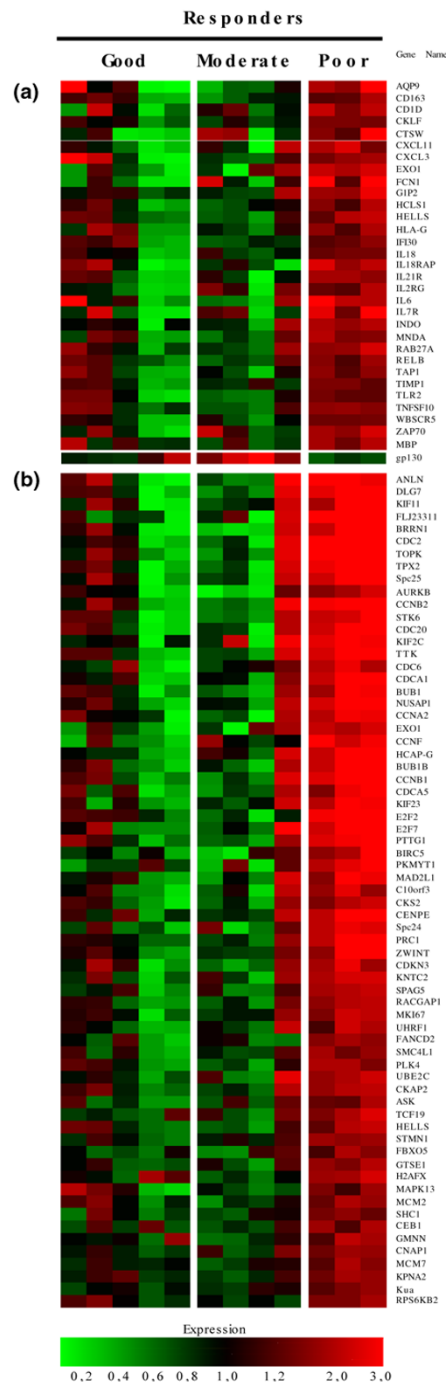 Responders
Good Moderate Poor
Gene Name
(a)
AQP9
CD163
CD1D
CKLF
CTSW
CXCL11
CXCL3
EXO1
FCN1
G1P2
HCLS1
HELLS
HLA-G
IFI30
IL18
IL18RAP
IL21R
IL2RG
IL6
IL7R
INDO
MNDA
RAB27A
RELB
TAP1
TIMP1
TLR2
TNFSF10
WBSCR5
ZAP70
MBP
gp130
(b)
ANLN
DLG7
KIF11
FLJ23311
BRRN1
CDC2
TOPK
TPX2
Spc25
AURKB
CCNB2
STK6
CDC20
KIF2C
TTK
CDC6
CDCA1
BUB1
NUSAP1
CCNA2
EXO1
CCNF
HCAP-G
BUB1B
CCNB1
CDCA5
KIF23
E2F2
E2F7
PTTG1
BIRC5
PKMYT1
MAD2L1
C10orf3
CKS2
CENPE
Spc24
PRC1
ZWINT
CDKN3
KNTC2
SPAG5
RACGAP1
MKI67
UHRF1
FANCD2
SMC4L1
PLK4
UBE2C
CKAP2
ASK
TCF19
HELLS
STMN1
FBXO5
GTSE1
H2AFX
MAPK13
MCM2
SHC1
CEB1
GMNN
CNAP1
MCM7
KPNA2
Kua
RPS6KB2
Expression
0,2 0,4 0,6 0,8 1,0 1,2 2.0 3.0